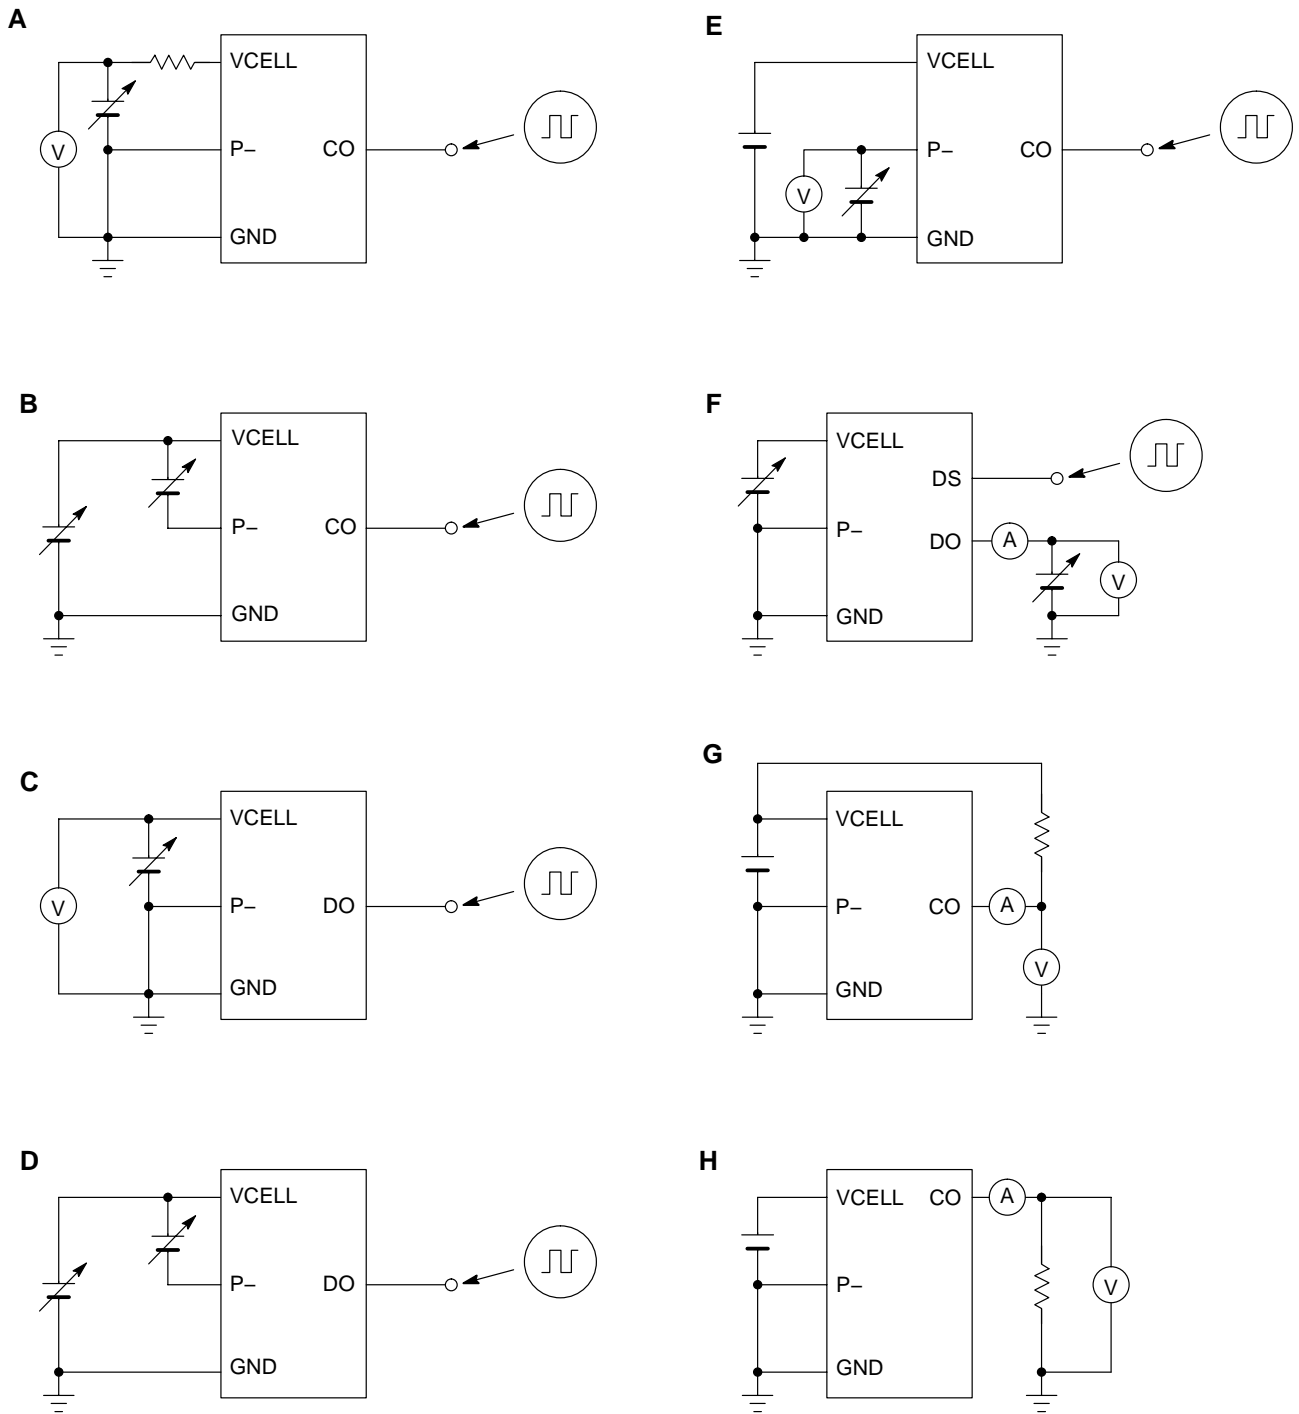 A
VCELL
V
P–
CO
GND
B
VCELL
P–
CO
GND
C
VCELL
V
P–
DO
GND
D
VCELL
P–
DO
GND
E
VCELL
P–
CO
V
GND
F
VCELL
DS
P–
DO
A
V
GND
G
VCELL
P–
CO
A
V
GND
H
VCELL
CO
A
P–
V
GND